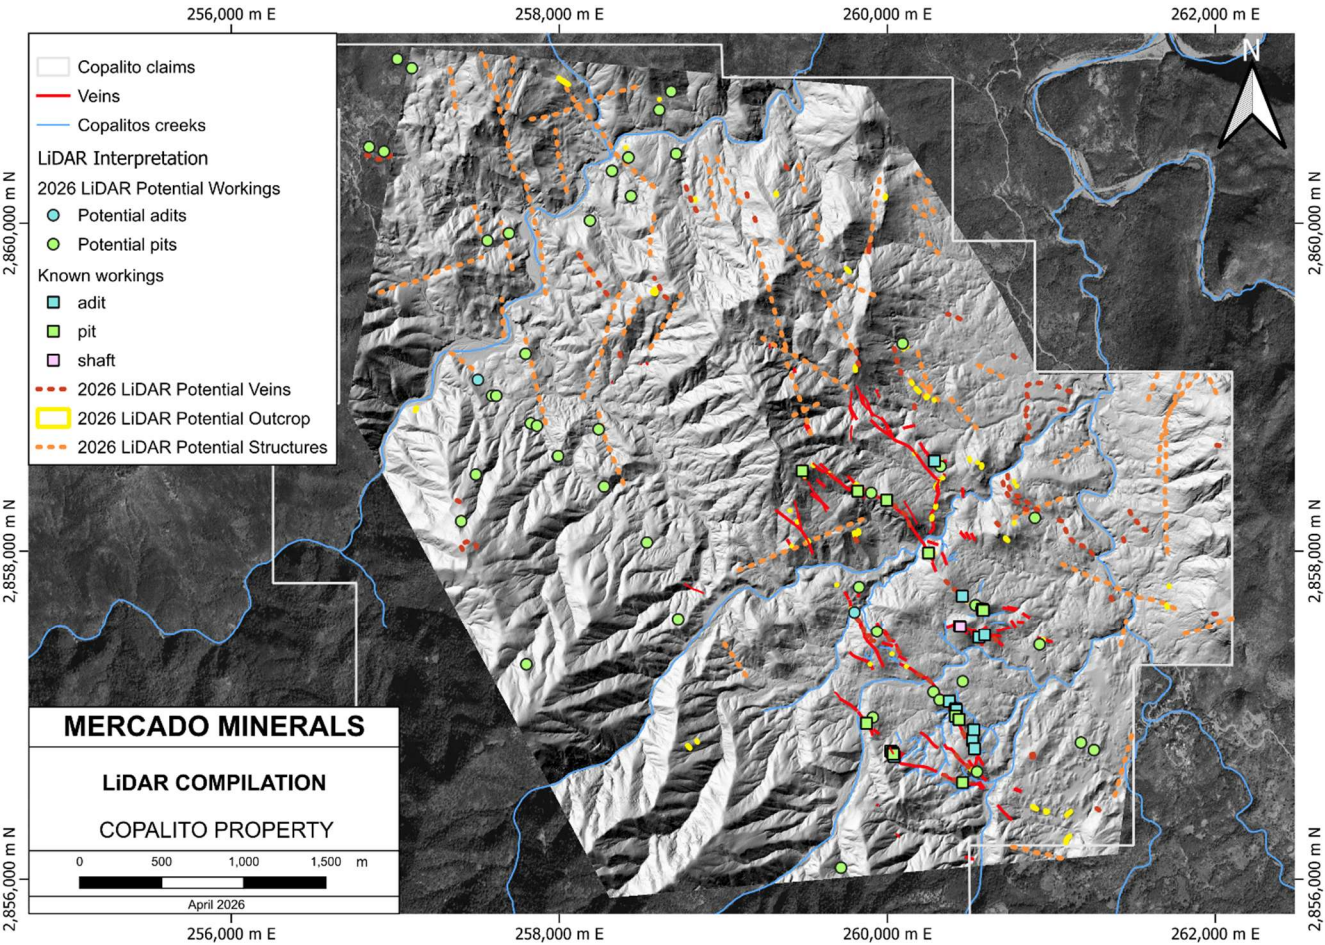 256,000 m E
258,000 m E
260,000 m E
262,000 m E
N
Copalito claims
Veins
Copalitos creeks
LiDAR Interpretation
2026 LiDAR Potential Workings
Potential adits
Potential pits
Known workings
adit
pit
shaft
2026 LiDAR Potential Veins
2026 LiDAR Potential Outcrop
2026 LiDAR Potential Structures
2,860,000 m N
2,860,000 m N
2,858,000 m N
2,858,000 m N
2,856,000 m N
2,856,000 m N
MERCADO MINERALS
LiDAR COMPILATION
COPALITO PROPERTY
0 500 1,000 1,500 m
April 2026
256,000 m E
258,000 m E
260,000 m E
262,000 m E